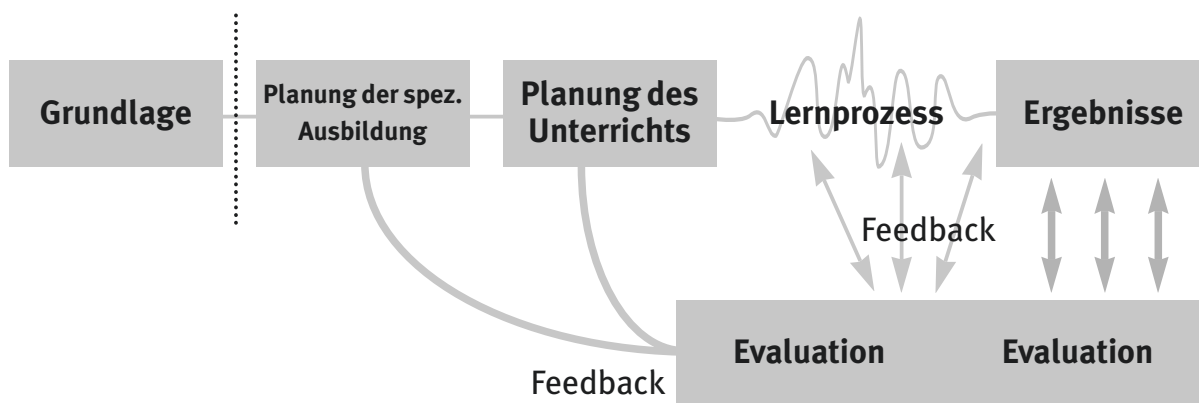 Grundlage
Planung der spez.
Ausbildung
Planung des
Unterrichts
Lernprozess
Ergebnisse
Feedback
Evaluation
Evaluation
Feedback